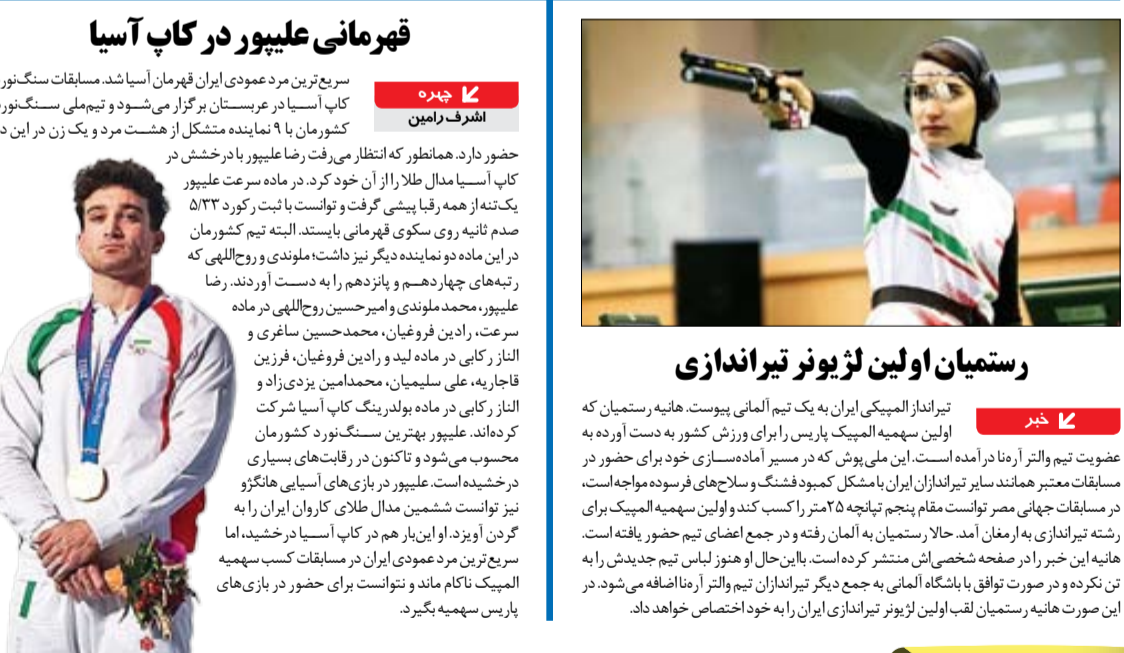 رستمیان اولین لژیونر تیراندازی
خبر
تیرانداز المپیکی ایران به یک تیم آلمانی پیوست. هانیه رستمیان که
اولین سهمیه المپیک پاریس را برای ورزش کشور به دست آورده به
عضویت تیم والتر آره‌نا درآمده است. این ملی‌پوش که در مسیر آماده‌سازی خود برای حضور در
مسابقات معتبر همانند سایر تیراندازان ایران با مشکل کمبود فشنگ و سلاح‌های فرسوده مواجه است،
در مسابقات جهانی مصر توانست مقام پنجم تپانچه ۲۵متر را کسب کند و اولین سهمیه المپیک برای
رشته تیراندازی به ارمغان آمد. حالا رستمیان به آلمان رفته و در جمع اعضای تیم حضور یافته است.
هانیه این خبر را در صفحه شخصی‌اش منتشر کرده است. بااین‌حال او هنوز لباس تیم جدیدش را به
تن نکرده و در صورت توافق با باشگاه آلمانی به جمع دیگر تیراندازان تیم والتر آره‌نا اضافه می‌شود. در
این صورت هانیه رستمیان لقب اولین لژیونر تیراندازی ایران را به خود اختصاص خواهد داد.
قهرمانی علیپور در کاپ آسیا
چهره
اشرف رامین
سریع‌ترین مرد عمودی ایران قهرمان آسیا شد. مسابقات سنگ‌نور
کاپ آسیا در عربستان برگزار می‌شود و تیم‌ملی سنگ‌نور
کشورمان با ۹ نماینده متشکل از هشت مرد و یک زن در این د
حضور دارد. همانطور که انتظار می‌رفت رضا علیپور با درخشش در
کاپ آسیا مدال طلا را از آن خود کرد. در ماده سرعت علیپور
یک‌تنه از همه رقبا پیشی گرفت و توانست با ثبت رکورد ۵/۳۳
صدم ثانیه روی سکوی قهرمانی بایستد. البته تیم کشورمان
در این ماده دو نماینده دیگر نیز داشت؛ ملوندی و روح‌اللهی که
رتبه‌های چهاردهم و پانزدهم را به دست آوردند. رضا
علیپور، محمد ملوندی و امیرحسین روح‌اللهی در ماده
سرعت، رادین فروغیان، محمدحسین ساغری و
الناز رکابی در ماده لید و رادین فروغیان، فرزین
قاجاریه، علی سلیمیان، محمدامین یزدی‌زاد و
الناز رکابی در ماده بولدرینگ کاپ آسیا شرکت
کرده‌اند. علیپور بهترین سنگ‌نورد کشورمان
محسوب می‌شود و تاکنون در رقابت‌های بسیاری
درخشیده است. علیپور در بازی‌های آسیایی هانگژو
نیز توانست ششمین مدال طلای کاروان ایران را به
گردن آویزد. او این‌بار هم در کاپ آسیا درخشید، اما
سریع‌ترین مرد عمودی ایران در مسابقات کسب سهمیه
المپیک ناکام ماند و نتوانست برای حضور در بازی‌های
پاریس سهمیه بگیرد.